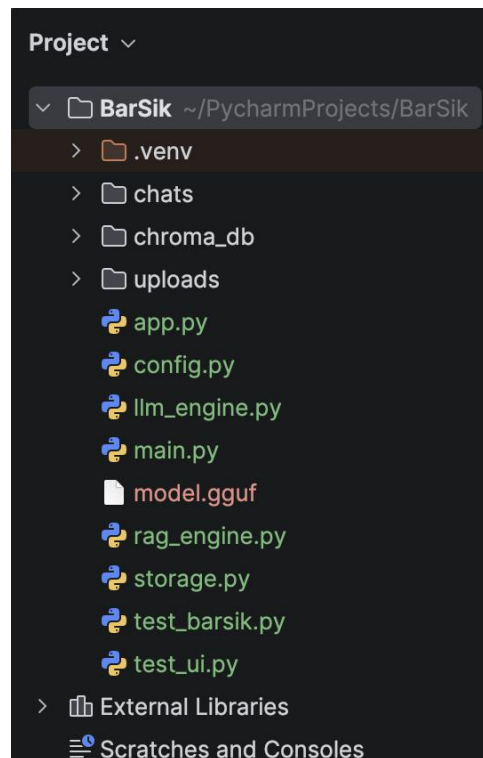 Project
BarSik ~/PycharmProjects/BarSik
.venv
chats
chroma_db
uploads
app.py
config.py
llm_engine.py
main.py
model.gguf
rag_engine.py
storage.py
test_barsik.py
test_ui.py
External Libraries
Scratches and Consoles